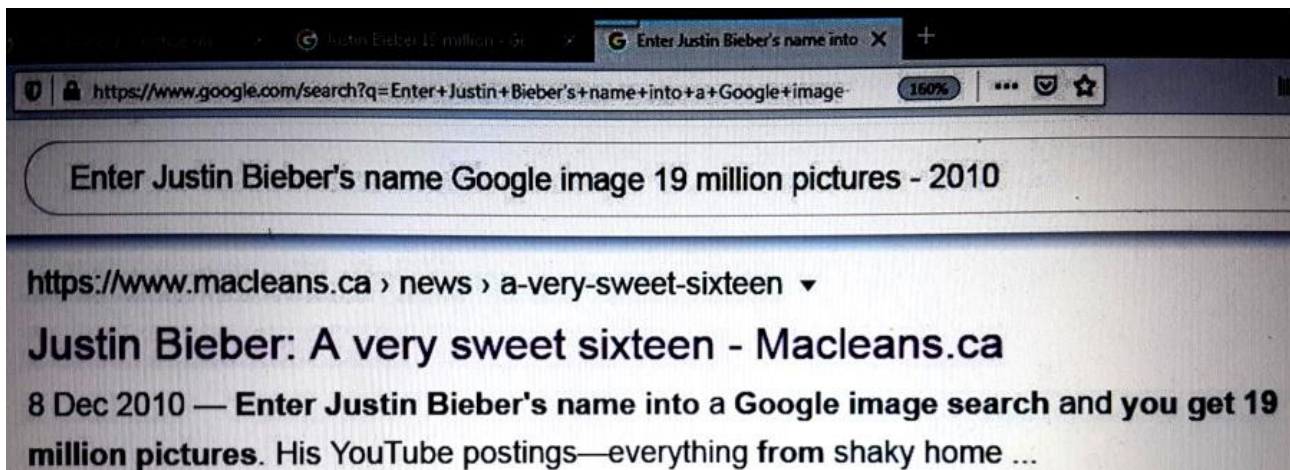 Justin Bieber 19 million - G
Enter Justin Bieber's name into
https://www.google.com/search?q=Enter+Justin+Bieber's+name+into+a+Google+image-
160%
Enter Justin Bieber's name Google image 19 million pictures - 2010
https://www.macleans.ca › news › a-very-sweet-sixteen
Justin Bieber: A very sweet sixteen - Macleans.ca
8 Dec 2010 — Enter Justin Bieber's name into a Google image search and you get 19
million pictures. His YouTube postings—everything from shaky home ...